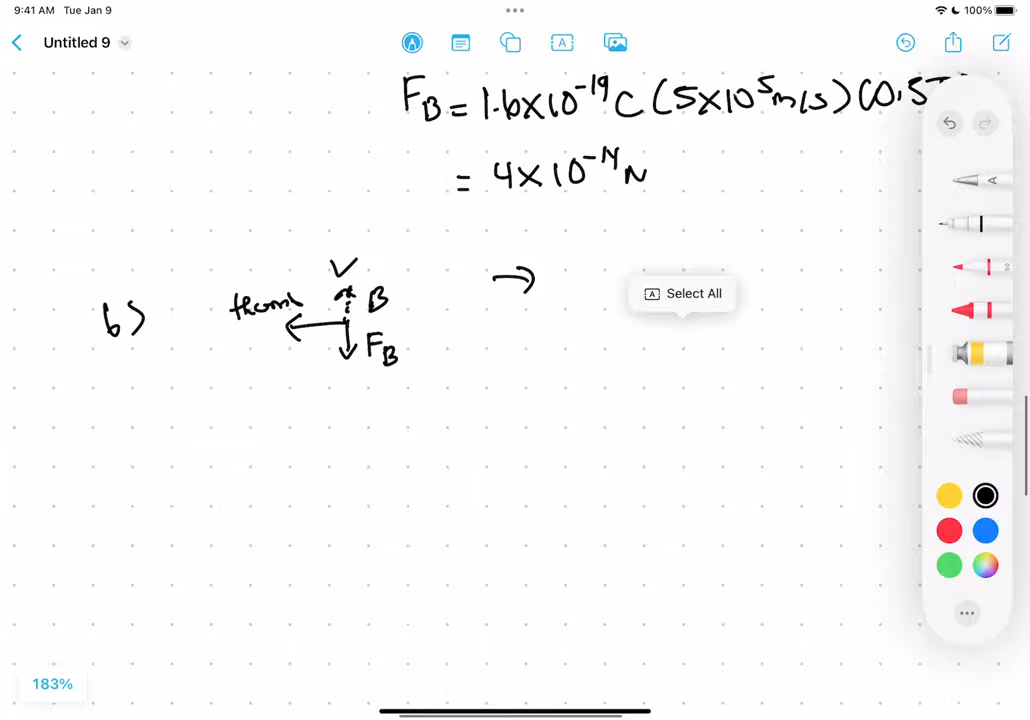 9:41 AM Tue Jan 9
100%
Untitled 9
F_B = 1.6×10^-19 C (5×10^5 m/s) (0.5T
= 4×10^-14 N
Select All
b)
V
B
F_B
→
183%